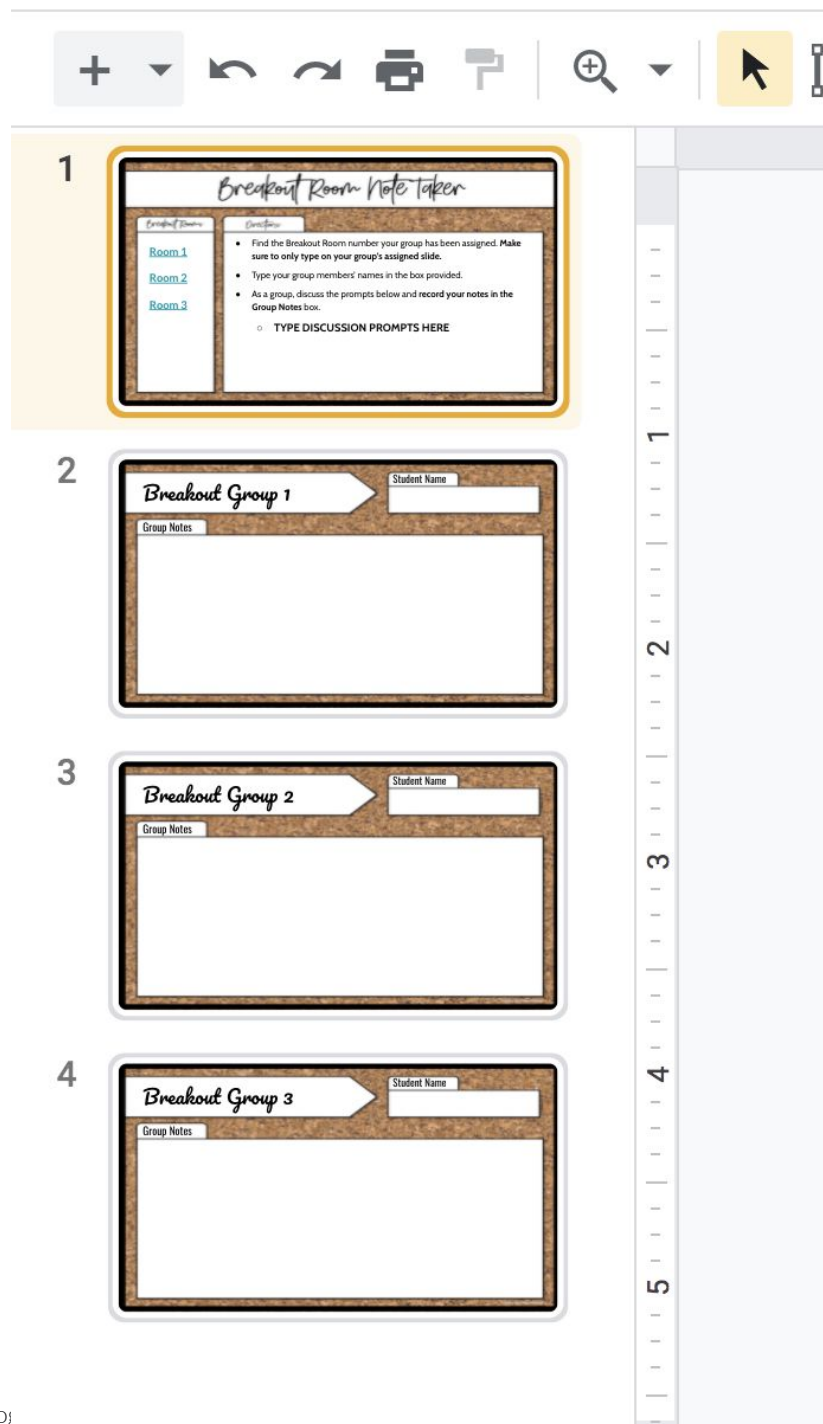 1
Breakout Room Note Taker
Breakout Rooms
Directions
Room 1
Room 2
Room 3
• Find the Breakout Room number your group has been assigned. Make
sure to only type on your group's assigned slide.
• Type your group members' names in the box provided.
• As a group, discuss the prompts below and record your notes in the
Group Notes box.
○ TYPE DISCUSSION PROMPTS HERE
2
Breakout Group 1
Student Name
Group Notes
3
Breakout Group 2
Student Name
Group Notes
4
Breakout Group 3
Student Name
Group Notes
1
2
3
4
5